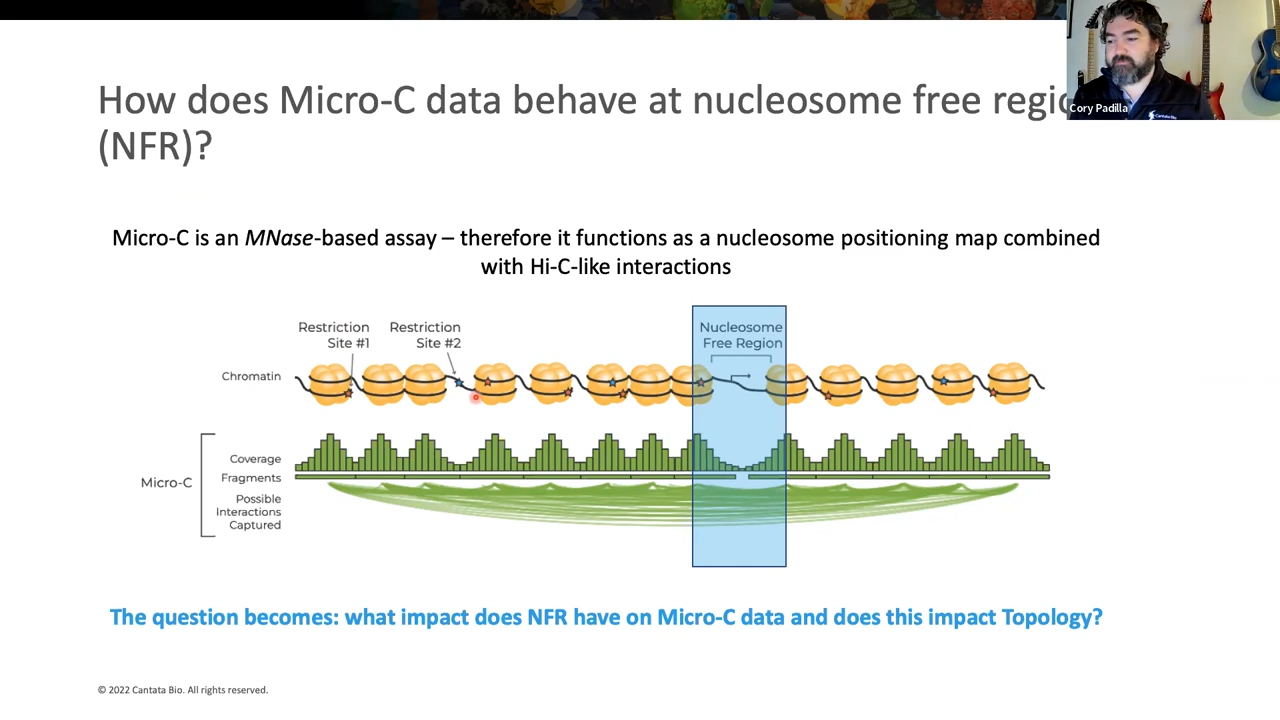 How does Micro-C data behave at nucleosome free regi
(NFR)?
Cory Padilla
Cantata Bio
Micro-C is an MNase-based assay – therefore it functions as a nucleosome positioning map combined
with Hi-C-like interactions
Restriction
Site #1
Restriction
Site #2
Nucleosome
Free Region
Chromatin
Micro-C
Coverage
Fragments
Possible
Interactions
Captured
The question becomes: what impact does NFR have on Micro-C data and does this impact Topology?
© 2022 Cantata Bio. All rights reserved.